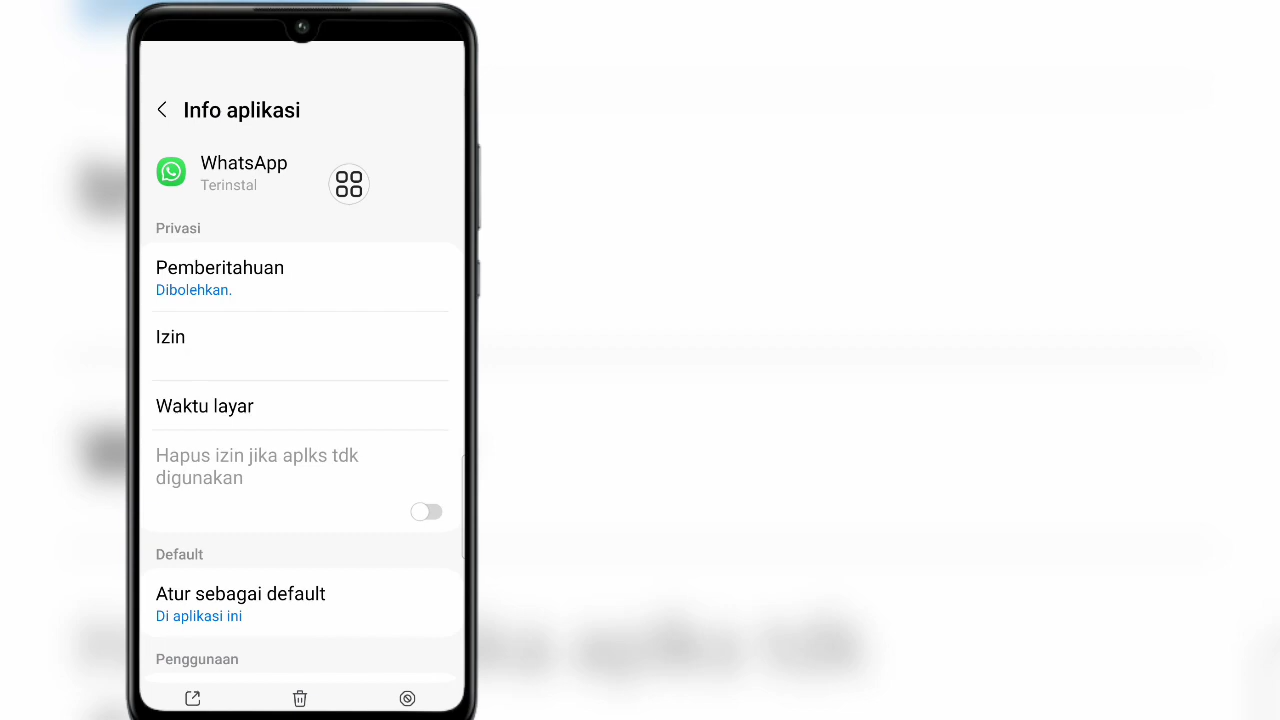 Info aplikasi
WhatsApp
Terinstal
Privasi
Pemberitahuan
Dibolehkan.
Izin
Waktu layar
Hapus izin jika aplks tdk
digunakan
Default
Atur sebagai default
Di aplikasi ini
Penggunaan